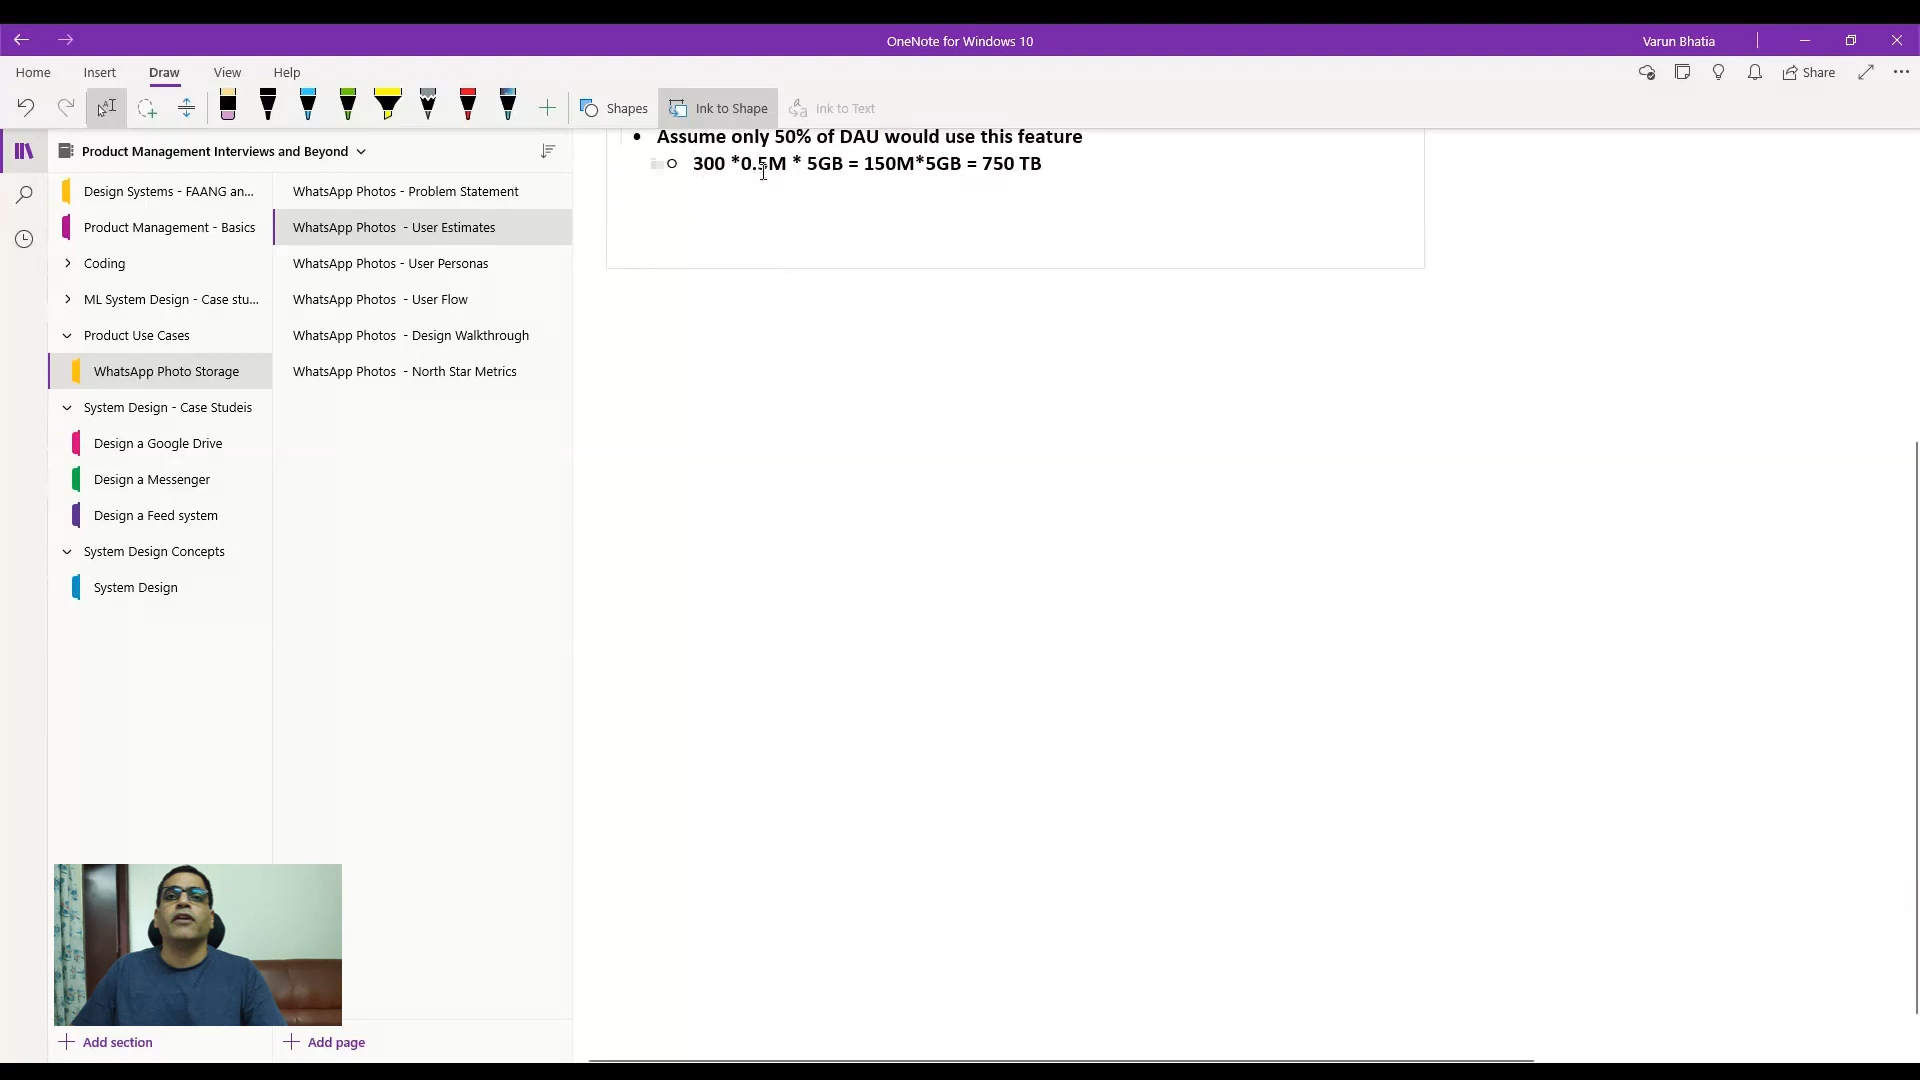 OneNote for Windows 10
Varun Bhatia
Home Insert Draw View Help
Share
Shapes Ink to Shape Ink to Text
Product Management Interviews and Beyond
Design Systems - FAANG an...
Product Management - Basics
Coding
ML System Design - Case stu...
Product Use Cases
WhatsApp Photo Storage
System Design - Case Studeis
Design a Google Drive
Design a Messenger
Design a Feed system
System Design Concepts
System Design
Add section
WhatsApp Photos - Problem Statement
WhatsApp Photos - User Estimates
WhatsApp Photos - User Personas
WhatsApp Photos - User Flow
WhatsApp Photos - Design Walkthrough
WhatsApp Photos - North Star Metrics
Add page
• Assume only 50% of DAU would use this feature
o 300 *0.5M * 5GB = 150M*5GB = 750 TB